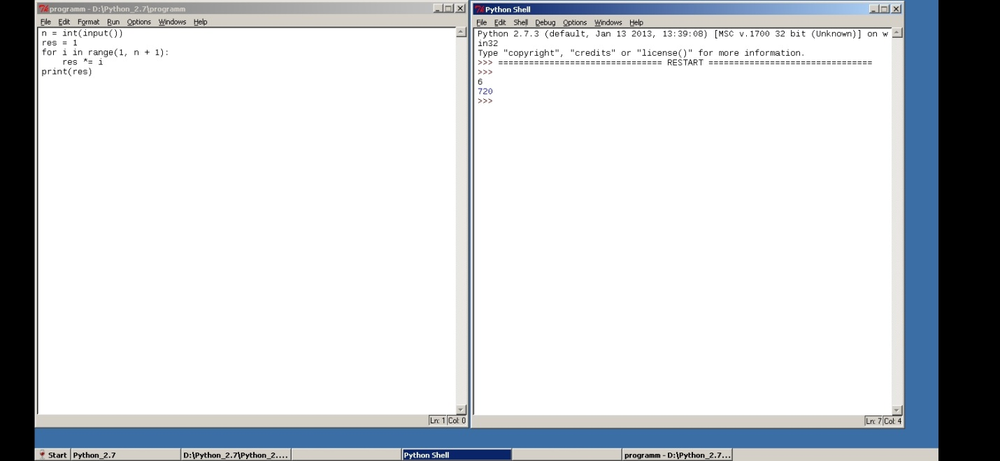 programm - D:\Python_2.7\programm
File Edit Format Run Options Windows Help
n = int(input())
res = 1
for i in range(1, n + 1):
    res *= i
print(res)
Ln: 1 Col: 0
Python Shell
File Edit Shell Debug Options Windows Help
Python 2.7.3 (default, Jan 13 2013, 13:39:08) [MSC v.1700 32 bit (Unknown)] on w
in32
Type "copyright", "credits" or "license()" for more information.
>>> ================================ RESTART ================================
>>>
6
720
>>>
Ln: 7 Col: 4
Start Python_2.7 D:\Python_2.7\Python_2.... Python Shell programm - D:\Python_2.7...